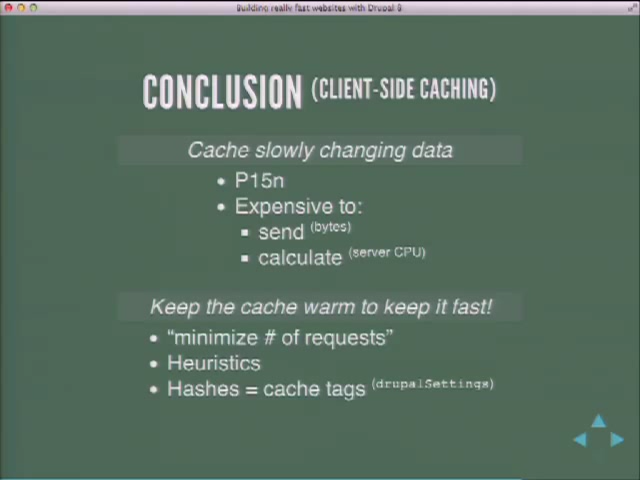 Building really fast websites with Drupal 8
CONCLUSION (CLIENT-SIDE CACHING)
Cache slowly changing data
• P15n
• Expensive to:
▪ send (bytes)
▪ calculate (server CPU)
Keep the cache warm to keep it fast!
• “minimize # of requests”
• Heuristics
• Hashes = cache tags (drupalSettings)